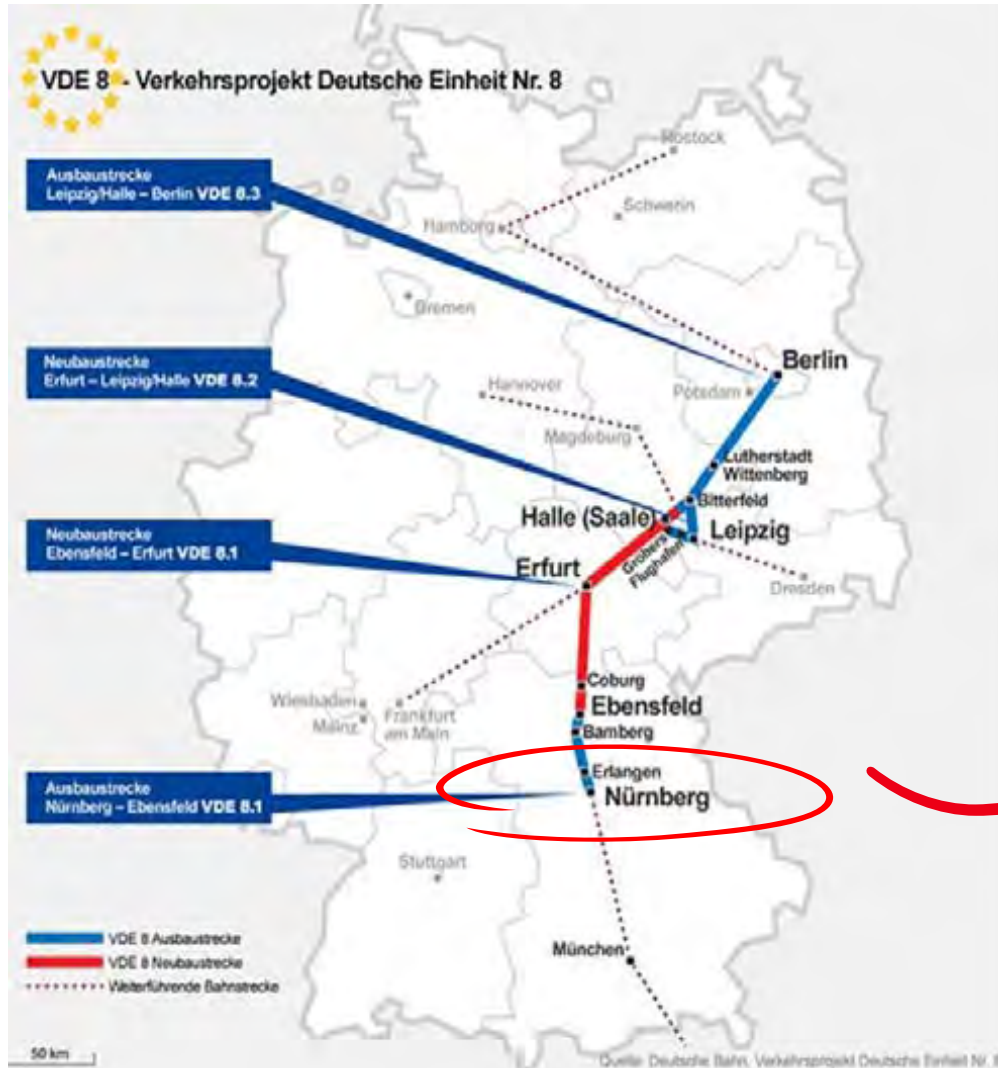 VDE 8 - Verkehrsprojekt Deutsche Einheit Nr. 8
Rostock
Ausbaustrecke
Leipzig/Halle – Berlin VDE 8.3
Schwerin
Hamborg
Bremen
Neubaustrecke
Erfurt – Leipzig/Halle VDE 8.2
Berlin
Hannover
Potsdam
Magdeburg
Lutherstadt
Wittenberg
Bitterfeld
Halle (Saale)
Leipzig
Gröbers
Flughafen
Neubaustrecke
Ebensfeld – Erfurt VDE 8.1
Erfurt
Dresden
Coburg
Wiesbaden
Ebensfeld
Mainz
Frankfurt
am Main
Bamberg
Erlangen
Ausbaustrecke
Nürnberg – Ebensfeld VDE 8.1
Nürnberg
Stuttgart
VDE 8 Ausbaustrecke
München
VDE 8 Neubaustrecke
Weiterführende Bahnstrecke
50 km
Quelle: Deutsche Bahn, Verkehrsprojekt Deutsche Einheit Nr. 8